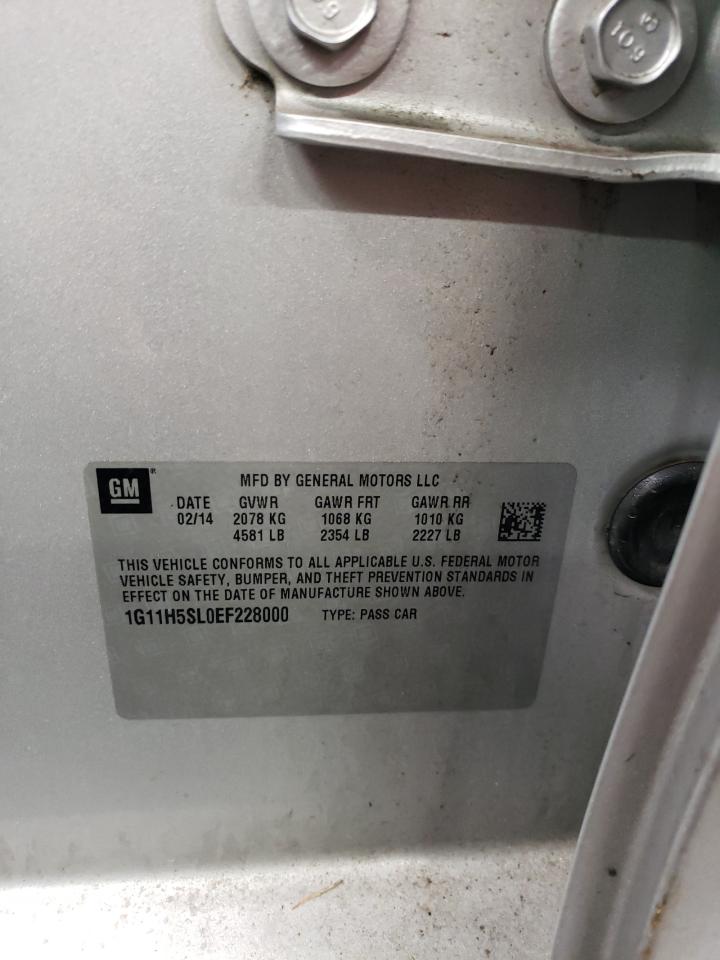 109
8
GM ® MFD BY GENERAL MOTORS LLC
DATE GVWR GAWR FRT GAWR RR
02/14 2078 KG 1068 KG 1010 KG
4581 LB 2354 LB 2227 LB
THIS VEHICLE CONFORMS TO ALL APPLICABLE U.S. FEDERAL MOTOR
VEHICLE SAFETY, BUMPER, AND THEFT PREVENTION STANDARDS IN
EFFECT ON THE DATE OF MANUFACTURE SHOWN ABOVE.
1G11H5SL0EF228000 TYPE: PASS CAR